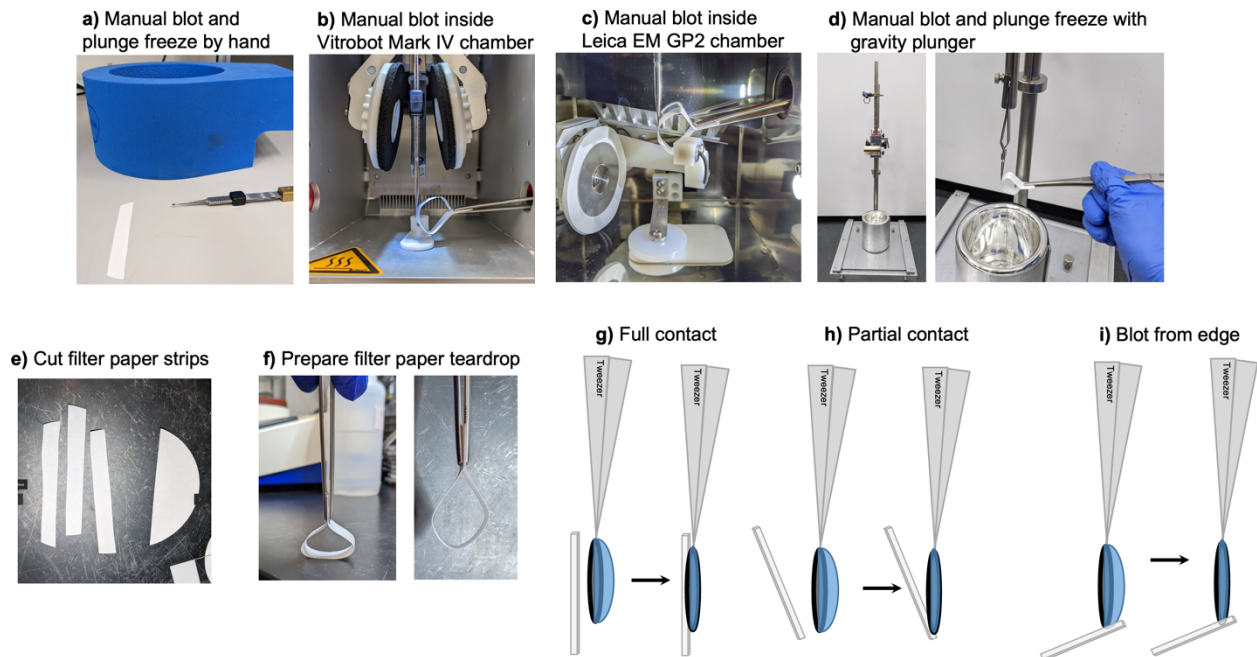 a) Manual blot and
plunge freeze by hand
b) Manual blot inside
Vitrobot Mark IV chamber
c) Manual blot inside
Leica EM GP2 chamber
d) Manual blot and plunge freeze with
gravity plunger
e) Cut filter paper strips
f) Prepare filter paper teardrop
g) Full contact
h) Partial contact
i) Blot from edge
Tweezer
Tweezer
Tweezer
Tweezer
Tweezer
Tweezer